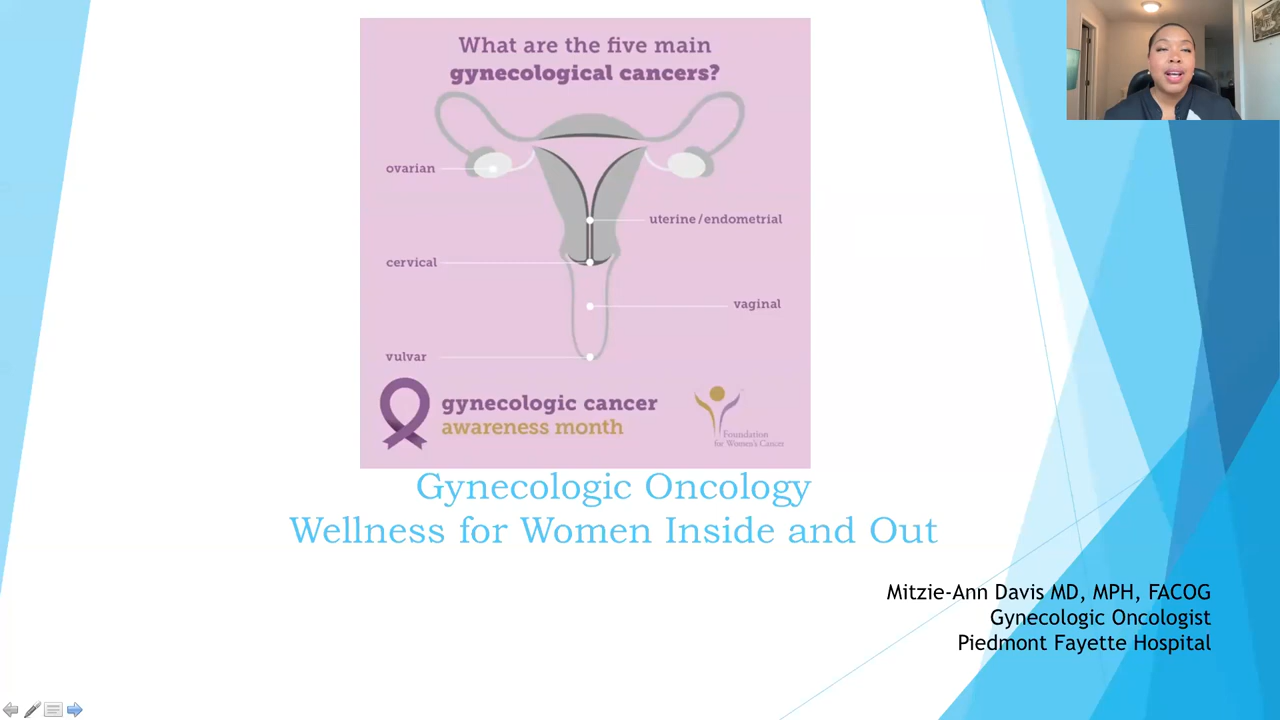 What are the five main
gynecological cancers?
ovarian
uterine/endometrial
cervical
vaginal
vulvar
gynecologic cancer
awareness month
Foundation
for Women's Cancer
Gynecologic Oncology
Wellness for Women Inside and Out
Mitzie-Ann Davis MD, MPH, FACOG
Gynecologic Oncologist
Piedmont Fayette Hospital